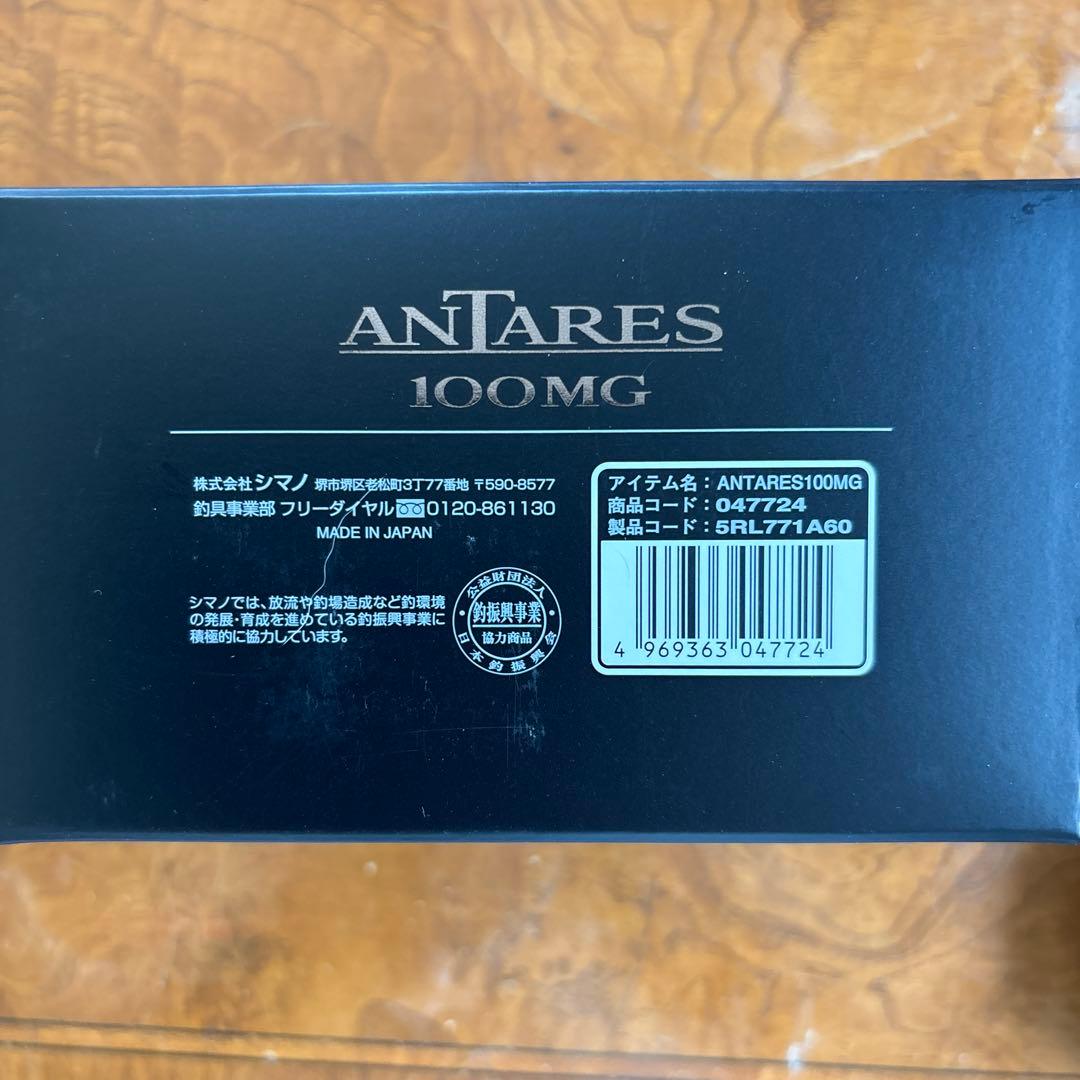 ANTARES
100MG
株式会社シマノ 堺市堺区老松町3丁77番地 〒590-8577
釣具事業部 フリーダイヤル 0120-861130
MADE IN JAPAN
シマノでは、放流や釣場造成など釣環境
の発展・育成を進めている釣振興事業に
積極的に協力しています。
公益財団法人
釣振興事業
協力商品
日本釣振興会
アイテム名：ANTARES100MG
商品コード：047724
製品コード：5RL771A60
4 969363 047724